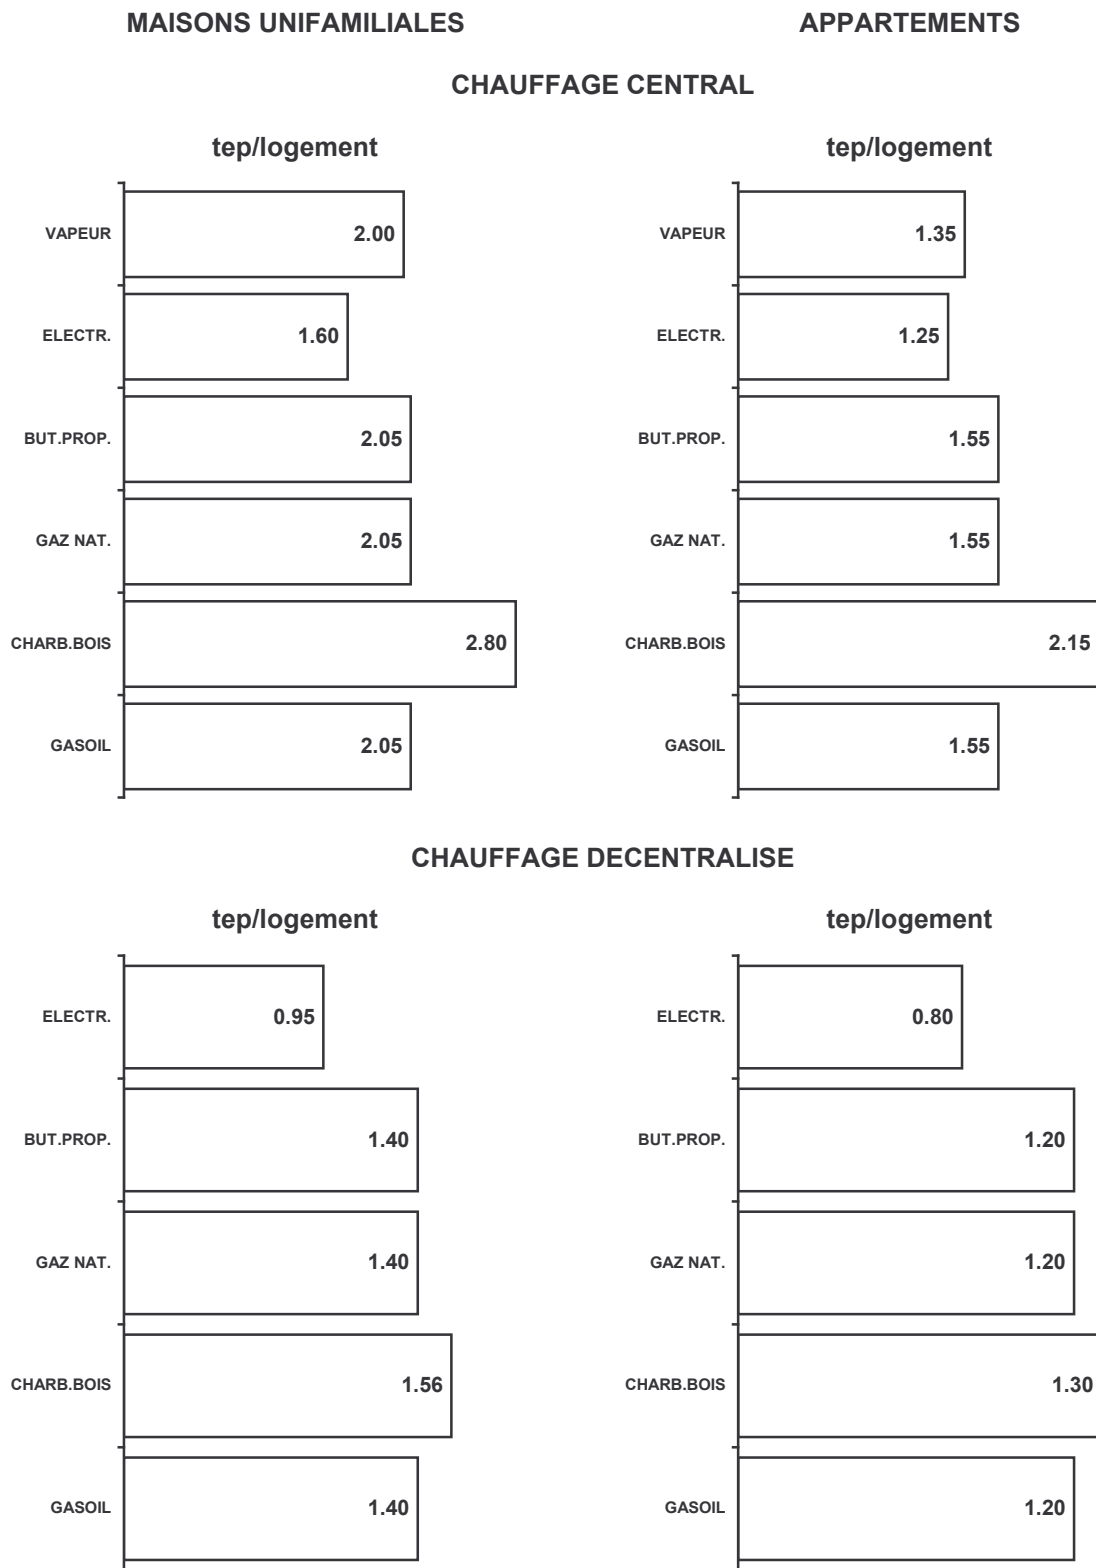 MAISONS UNIFAMILIALES
APPARTEMENTS
CHAUFFAGE CENTRAL
tep/logement
VAPEUR 2.00
ELECTR. 1.60
BUT.PROP. 2.05
GAZ NAT. 2.05
CHARB.BOIS 2.80
GASOIL 2.05
tep/logement
VAPEUR 1.35
ELECTR. 1.25
BUT.PROP. 1.55
GAZ NAT. 1.55
CHARB.BOIS 2.15
GASOIL 1.55
CHAUFFAGE DECENTRALISE
tep/logement
ELECTR. 0.95
BUT.PROP. 1.40
GAZ NAT. 1.40
CHARB.BOIS 1.56
GASOIL 1.40
tep/logement
ELECTR. 0.80
BUT.PROP. 1.20
GAZ NAT. 1.20
CHARB.BOIS 1.30
GASOIL 1.20